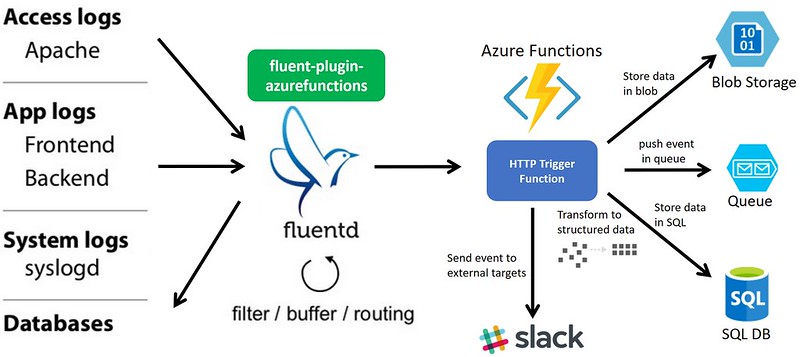 Access logs
Apache
App logs
Frontend
Backend
System logs
syslogd
Databases
fluent-plugin-
azurefunctions
fluentd
filter / buffer / routing
Azure Functions
HTTP Trigger
Function
Store data
in blob
10
01
Blob Storage
push event
in queue
Queue
Store data
in SQL
SQL
SQL DB
Transform to
structured data
Send event to
external targets
slack